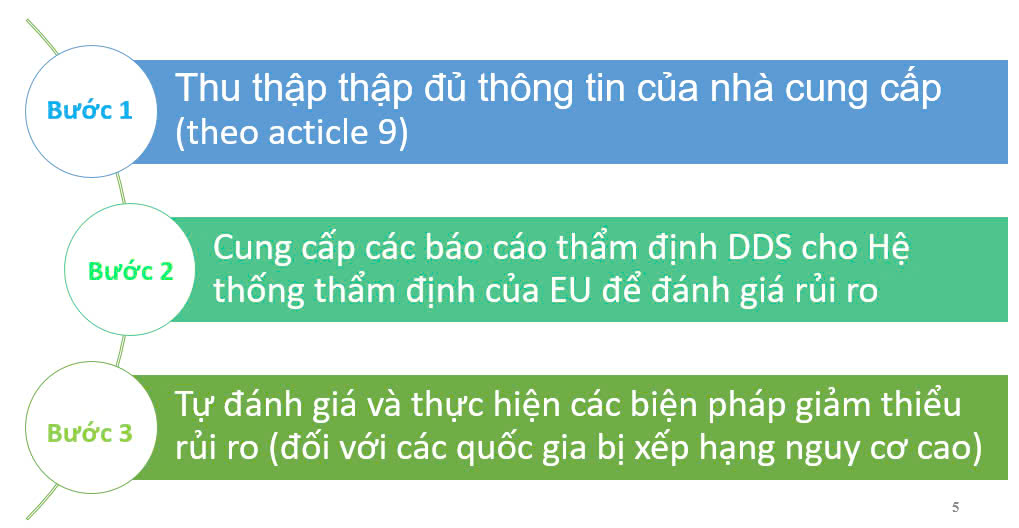 Bước 1
Thu thập thập đủ thông tin của nhà cung cấp
(theo acticle 9)
Bước 2
Cung cấp các báo cáo thẩm định DDS cho Hệ
thống thẩm định của EU để đánh giá rủi ro
Bước 3
Tự đánh giá và thực hiện các biện pháp giảm thiểu
rủi ro (đối với các quốc gia bị xếp hạng nguy cơ cao)
5